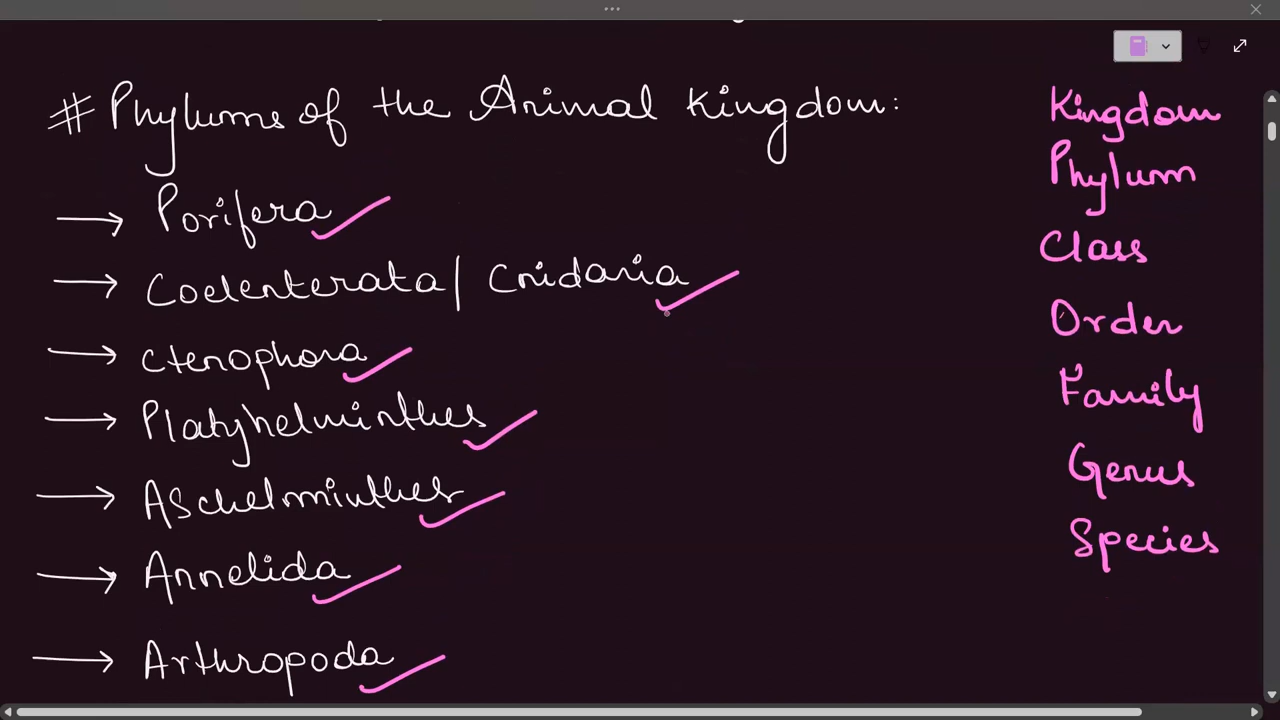 # Phylums of the Animal Kingdom:
→ Porifera
→ Coelenterata | Cnidaria
→ Ctenophora
→ Platyhelminthes
→ Aschelminthes
→ Annelida
→ Arthropoda
Kingdom
Phylum
Class
Order
Family
Genus
Species